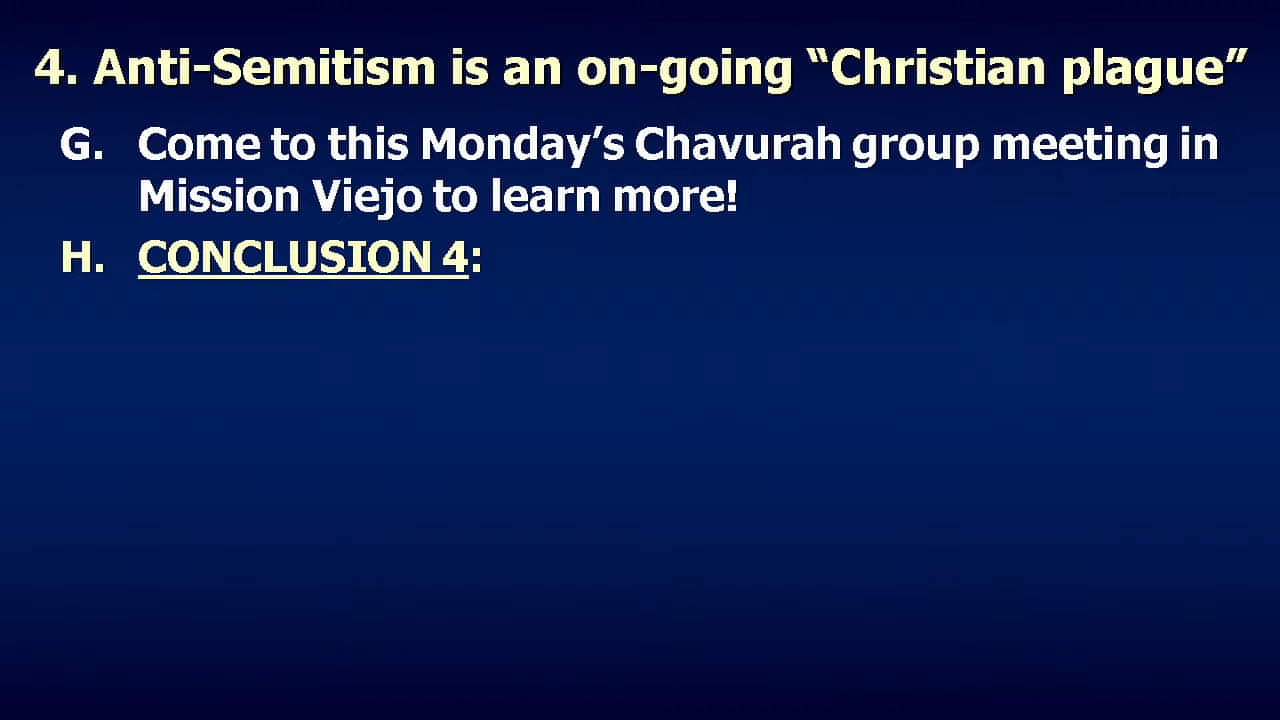 4. Anti-Semitism is an on-going “Christian plague”
G. Come to this Monday’s Chavurah group meeting in
Mission Viejo to learn more!
H. CONCLUSION 4: